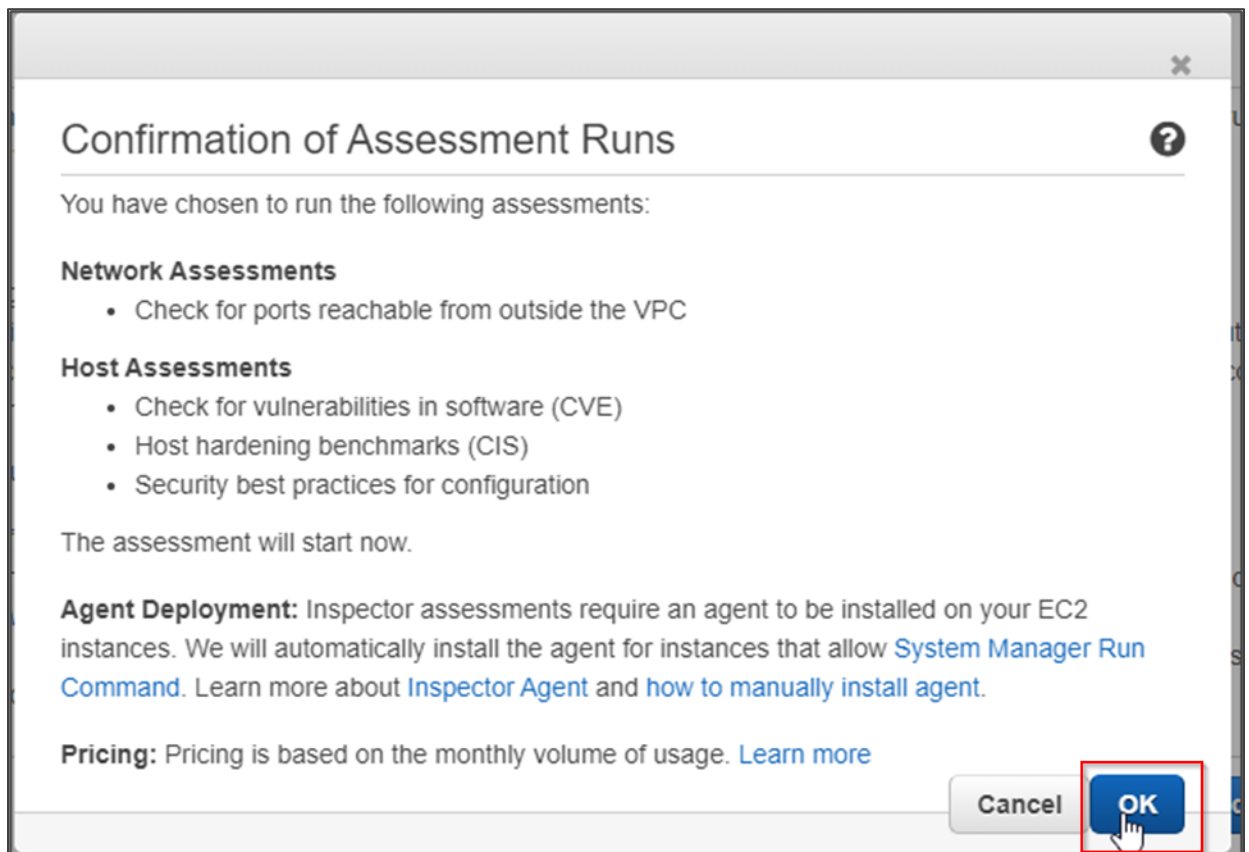 Confirmation of Assessment Runs
You have chosen to run the following assessments:
Network Assessments
• Check for ports reachable from outside the VPC
Host Assessments
• Check for vulnerabilities in software (CVE)
• Host hardening benchmarks (CIS)
• Security best practices for configuration
The assessment will start now.
Agent Deployment: Inspector assessments require an agent to be installed on your EC2
instances. We will automatically install the agent for instances that allow System Manager Run
Command. Learn more about Inspector Agent and how to manually install agent.
Pricing: Pricing is based on the monthly volume of usage. Learn more
Cancel OK